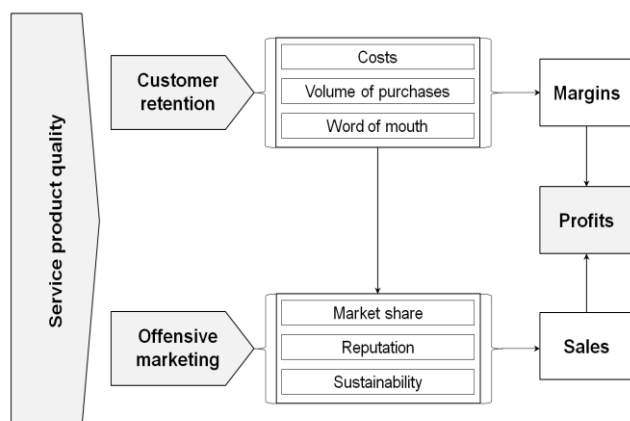 Service product quality
Customer
retention
Costs
Volume of purchases
Word of mouth
Margins
Profits
Offensive
marketing
Market share
Reputation
Sustainability
Sales